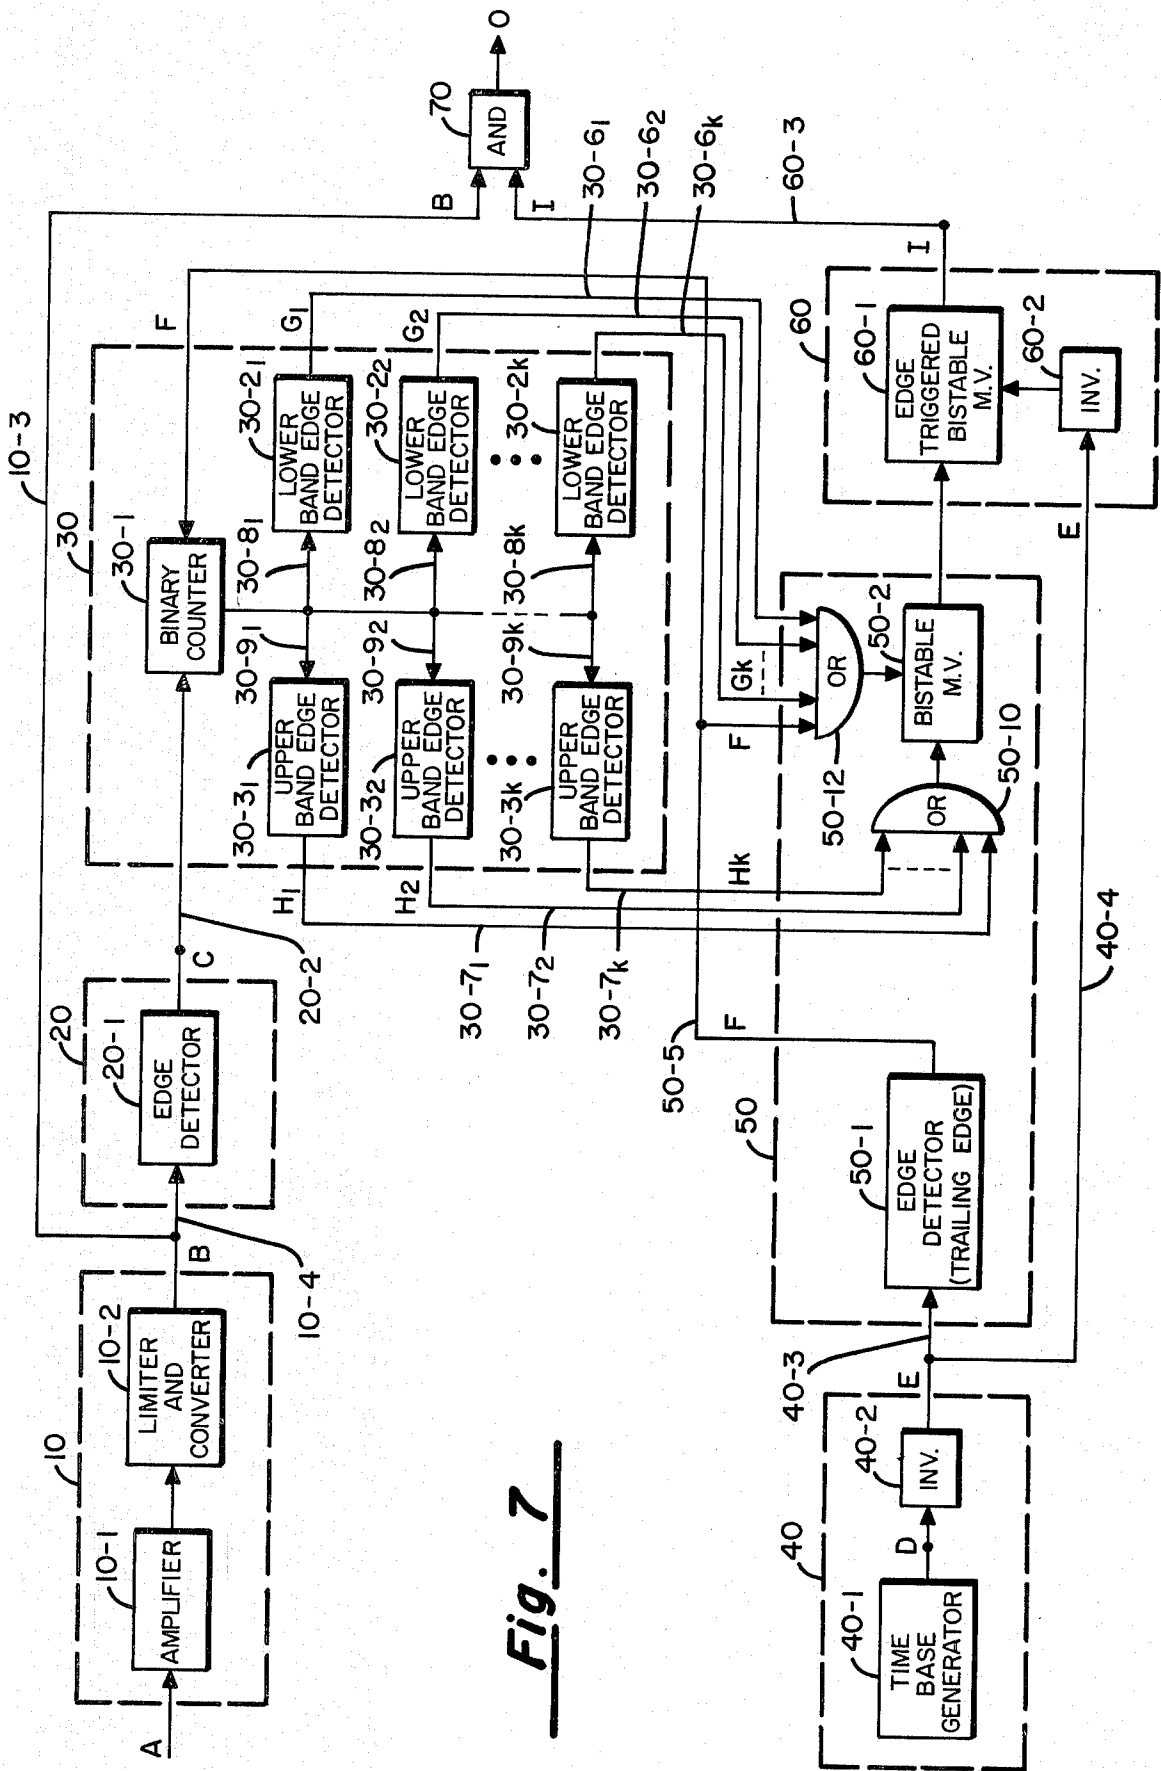 A
10
10-1
AMPLIFIER
10-2
LIMITER
AND
CONVERTER
B
10-4
10-3
20
20-1
EDGE
DETECTOR
C
20-2
30
30-1
BINARY
COUNTER
F
30-3₁
UPPER
BAND EDGE
DETECTOR
30-9₁
30-8₁
30-2₁
LOWER
BAND EDGE
DETECTOR
H₁
G₁
30-3₂
UPPER
BAND EDGE
DETECTOR
30-9₂
30-8₂
30-2₂
LOWER
BAND EDGE
DETECTOR
H₂
G₂
30-3k
UPPER
BAND EDGE
DETECTOR
30-9k
30-8k
30-2k
LOWER
BAND EDGE
DETECTOR
Hk
Gk
30-7₁
30-7₂
30-7k
30-6₁
30-6₂
30-6k
60-3
B
I
70
AND
O
40
40-1
TIME
BASE
GENERATOR
D
40-2
INV.
E
40-3
40-4
50
50-1
EDGE
DETECTOR
(TRAILING EDGE)
F
50-5
F
50-12
OR
50-10
OR
50-2
BISTABLE
M.V.
E
60
60-1
EDGE
TRIGGERED
BISTABLE
M.V.
60-2
INV.
I
Fig. 7